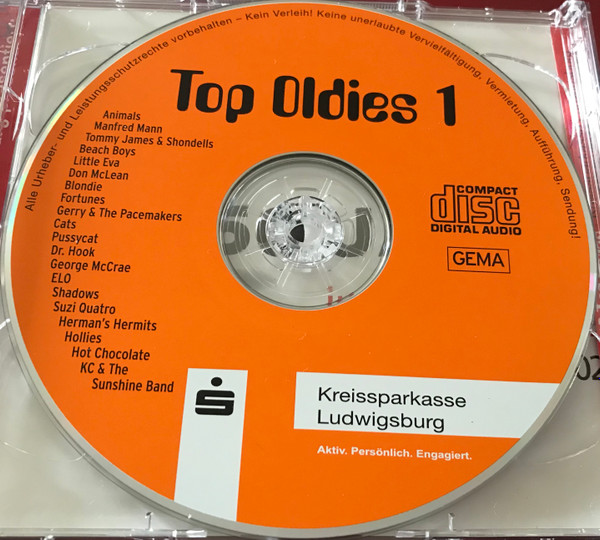 Alle Urheber- und Leistungsschutzrechte vorbehalten – Kein Verleih! Keine unerlaubte Vervielfältigung, Vermietung, Aufführung, Sendung!
Top Oldies 1
Animals
Manfred Mann
Tommy James & Shondells
Beach Boys
Little Eva
Don McLean
Blondie
Fortunes
Gerry & The Pacemakers
Cats
Pussycat
Dr. Hook
George McCrae
ELO
Shadows
Suzi Quatro
Herman's Hermits
Hollies
Hot Chocolate
KC & The
Sunshine Band
COMPACT
disc
DIGITAL AUDIO
GEMA
Kreissparkasse
Ludwigsburg
Aktiv. Persönlich. Engagiert.
02